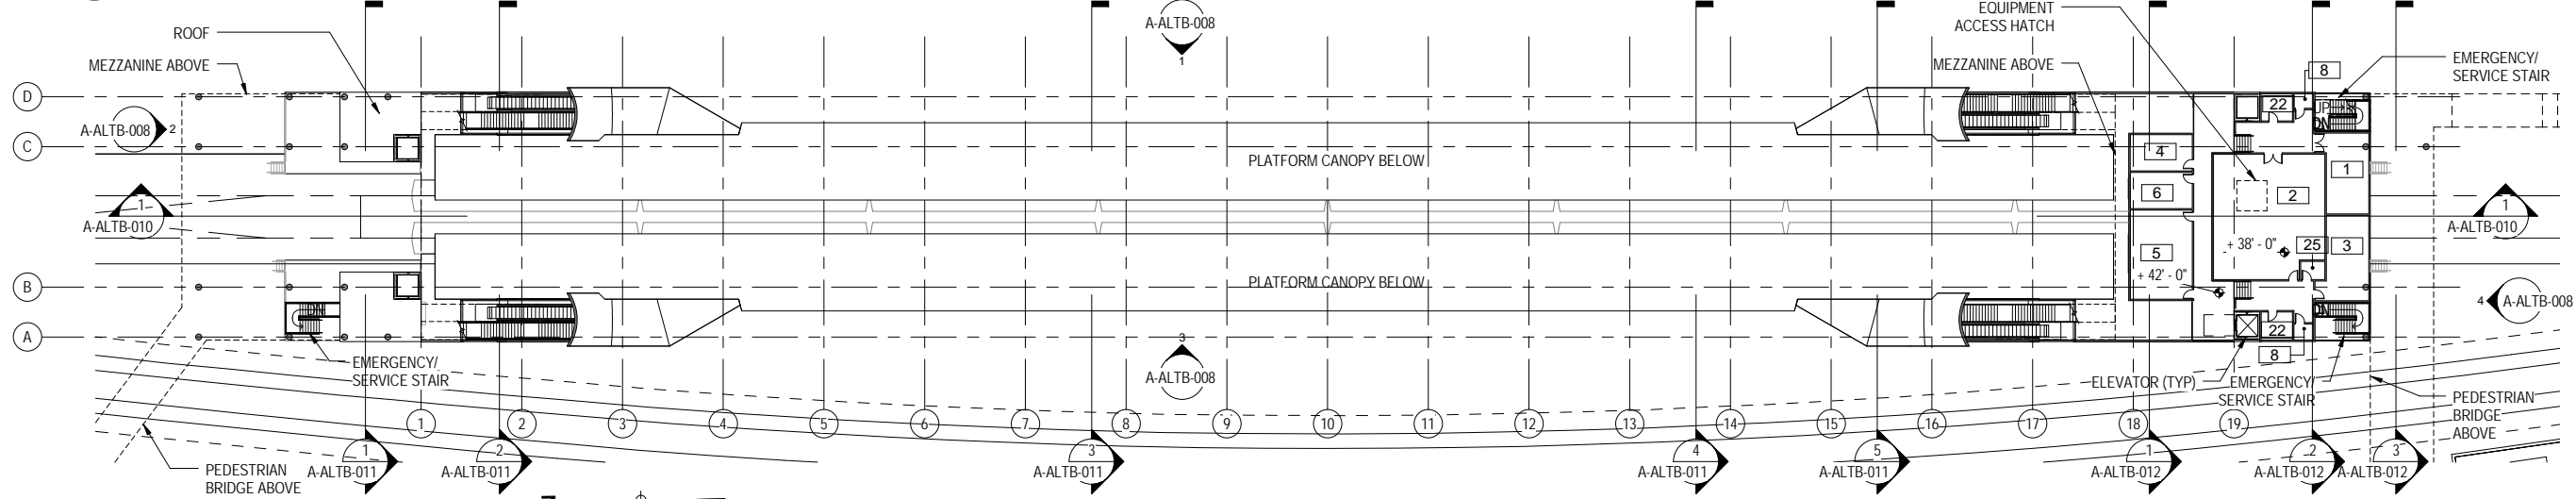 A-ALTB-008
1
EQUIPMENT
ACCESS HATCH
ROOF
MEZZANINE ABOVE
MEZZANINE ABOVE
EMERGENCY/
SERVICE STAIR
8
D
22
UP
DN
A-ALTB-008
2
C
PLATFORM CANOPY BELOW
4
1
6
2
1
A-ALTB-010
1
A-ALTB-010
+ 38' - 0"
25
3
5
+ 42' - 0"
B
PLATFORM CANOPY BELOW
4
A-ALTB-008
DN
DN
A
3
22
8
EMERGENCY/
SERVICE STAIR
A-ALTB-008
ELEVATOR (TYP)
EMERGENCY/
SERVICE STAIR
PEDESTRIAN
BRIDGE
ABOVE
1
2
3
4
5
6
7
8
9
10
11
12
13
14
15
16
17
18
19
1
A-ALTB-011
2
A-ALTB-011
3
A-ALTB-011
4
A-ALTB-011
5
A-ALTB-011
1
A-ALTB-012
2
A-ALTB-012
3
A-ALTB-012
PEDESTRIAN
BRIDGE ABOVE